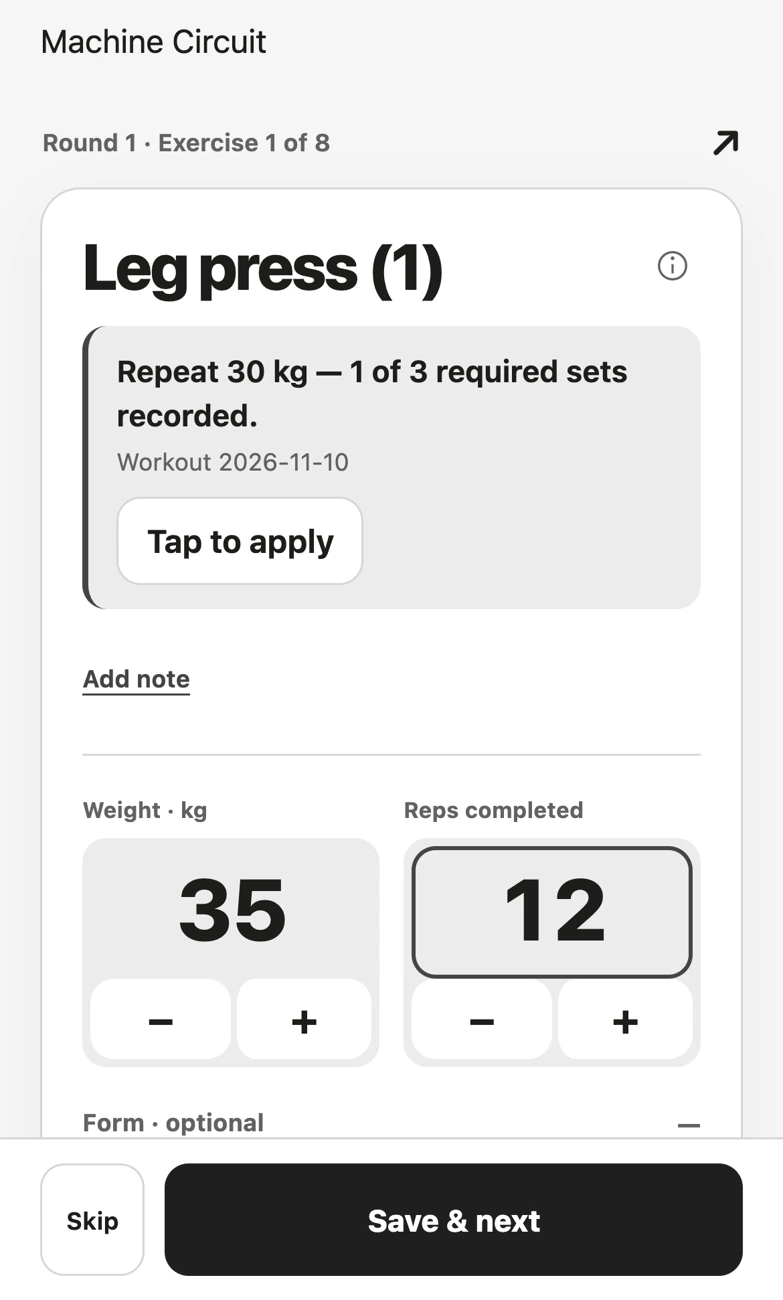 Machine Circuit
Round 1 · Exercise 1 of 8
Leg press (1)
Repeat 30 kg — 1 of 3 required sets
recorded.
Workout 2026-11-10
Tap to apply
Add note
Weight · kg
Reps completed
35
12
− +
− +
Form · optional —
Skip
Save & next